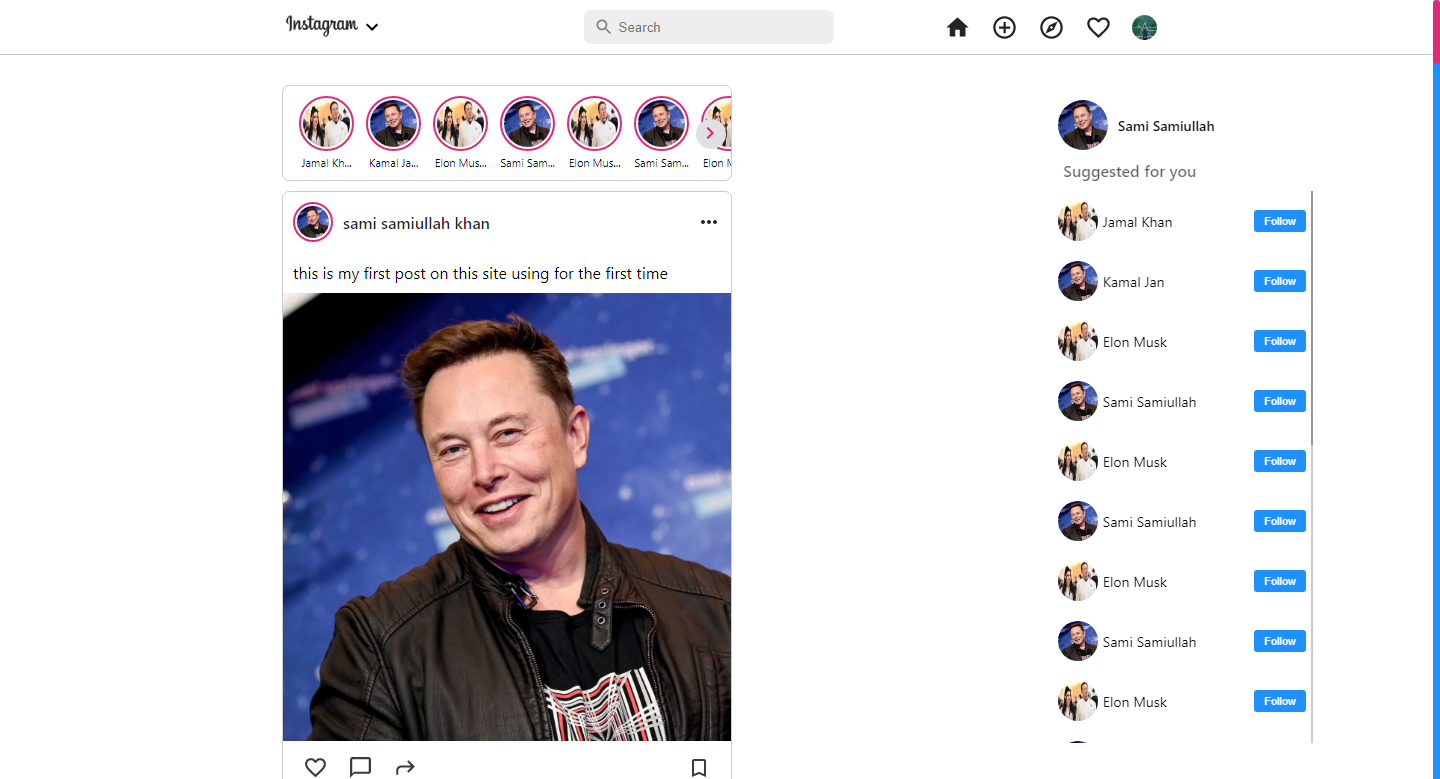 Instagram
Search
Jamal Kh...
Kamal Ja...
Elon Mus...
Sami Sam...
Elon Mus...
Sami Sam...
Elon M
sami samiullah khan
this is my first post on this site using for the first time
Sami Samiullah
Suggested for you
Jamal Khan Follow
Kamal Jan Follow
Elon Musk Follow
Sami Samiullah Follow
Elon Musk Follow
Sami Samiullah Follow
Elon Musk Follow
Sami Samiullah Follow
Elon Musk Follow